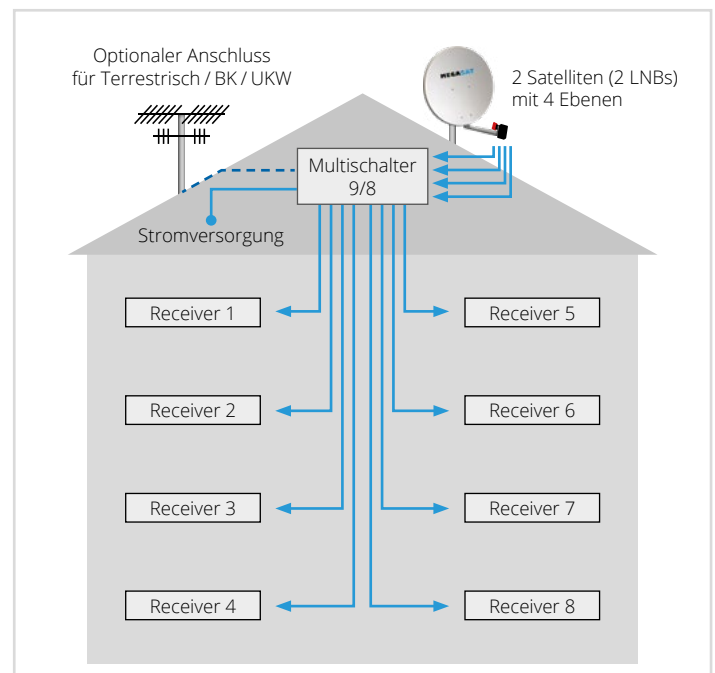 Optionaler Anschluss
für Terrestrisch / BK / UKW
MEGASAT
2 Satelliten (2 LNBs)
mit 4 Ebenen
Multischalter
9/8
Stromversorgung
Receiver 1
Receiver 5
Receiver 2
Receiver 6
Receiver 3
Receiver 7
Receiver 4
Receiver 8